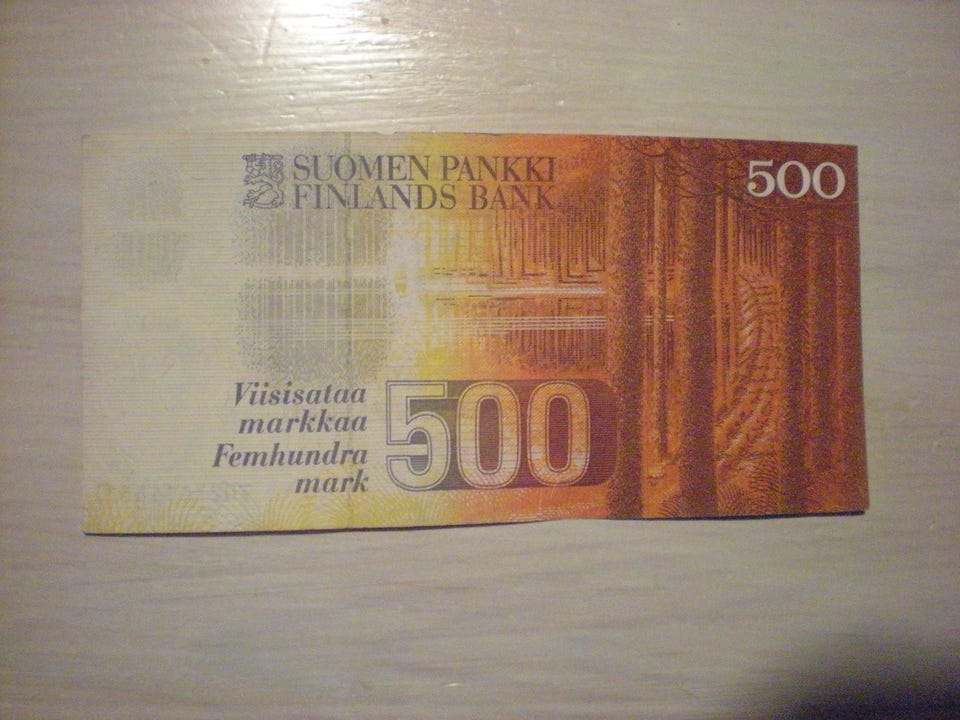 SUOMEN PANKKI
FINLANDS BANK
500
Viisisataa
markkaa
Femhundra
mark
500